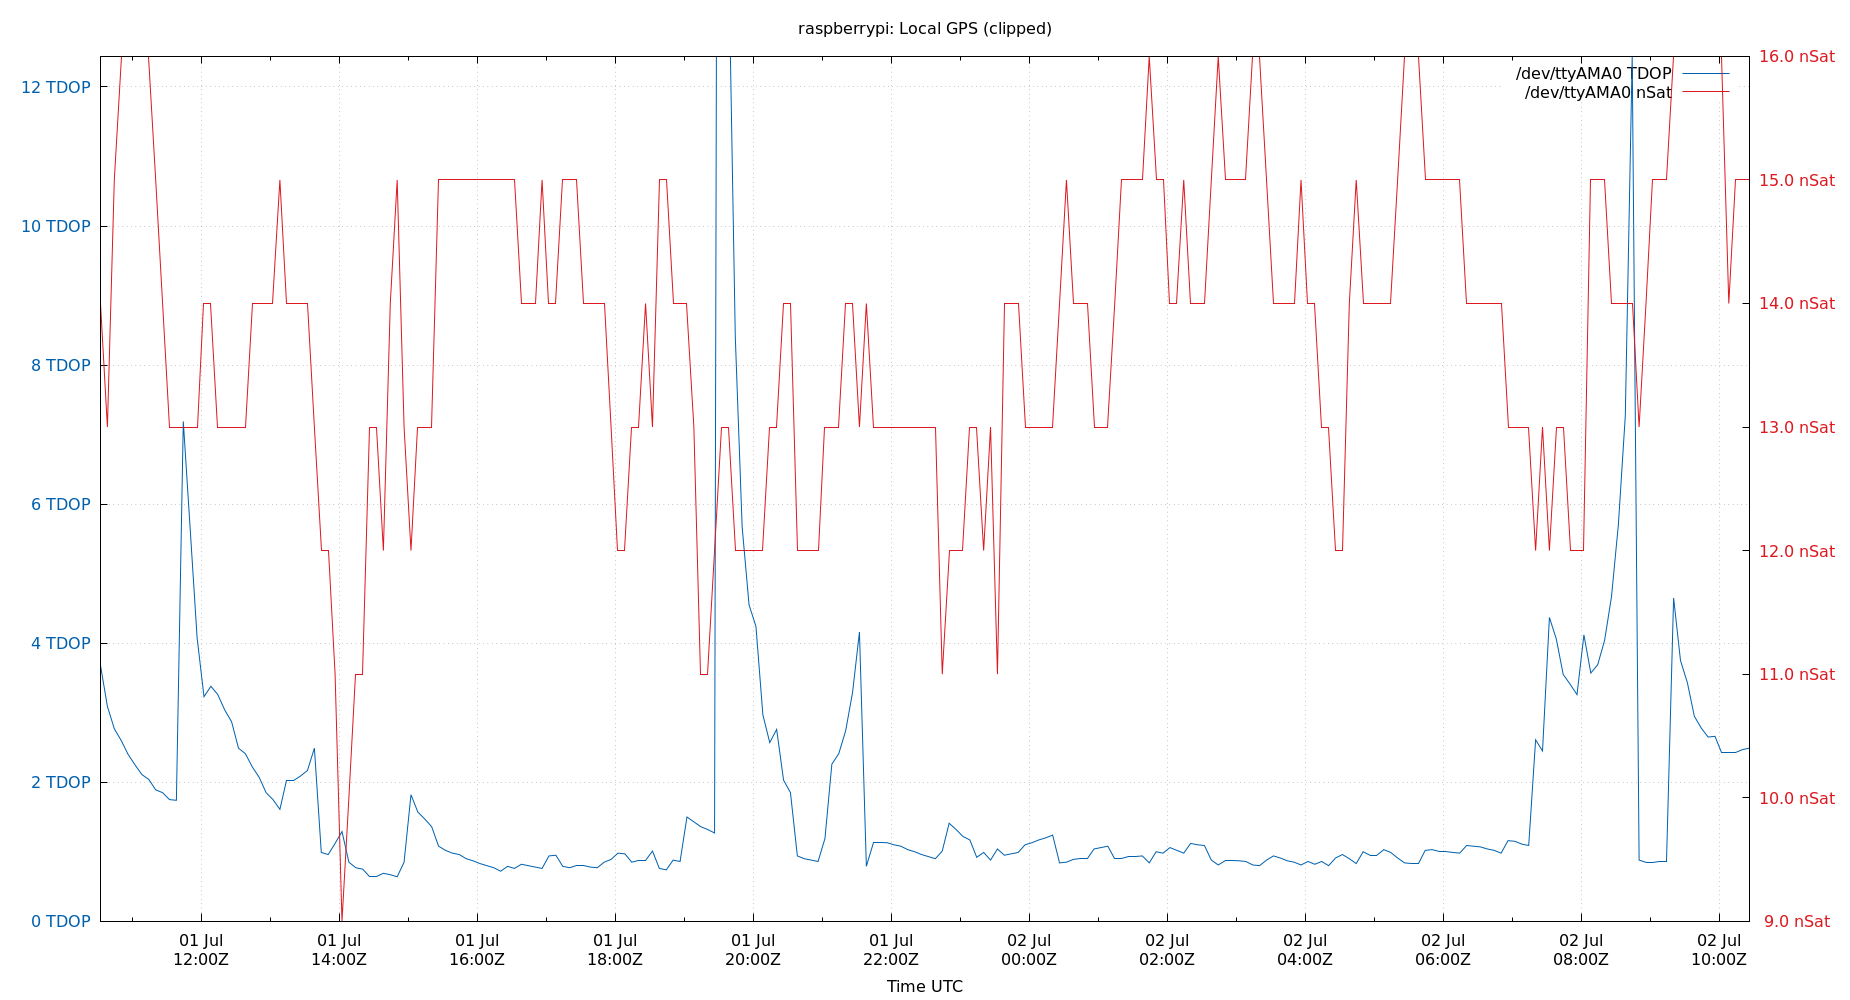 raspberrypi: Local GPS (clipped)
/dev/ttyAMA0 TDOP
/dev/ttyAMA0 nSat
12 TDOP
10 TDOP
8 TDOP
6 TDOP
4 TDOP
2 TDOP
0 TDOP
16.0 nSat
15.0 nSat
14.0 nSat
13.0 nSat
12.0 nSat
11.0 nSat
10.0 nSat
9.0 nSat
01 Jul
12:00Z
01 Jul
14:00Z
01 Jul
16:00Z
01 Jul
18:00Z
01 Jul
20:00Z
01 Jul
22:00Z
02 Jul
00:00Z
02 Jul
02:00Z
02 Jul
04:00Z
02 Jul
06:00Z
02 Jul
08:00Z
02 Jul
10:00Z
Time UTC